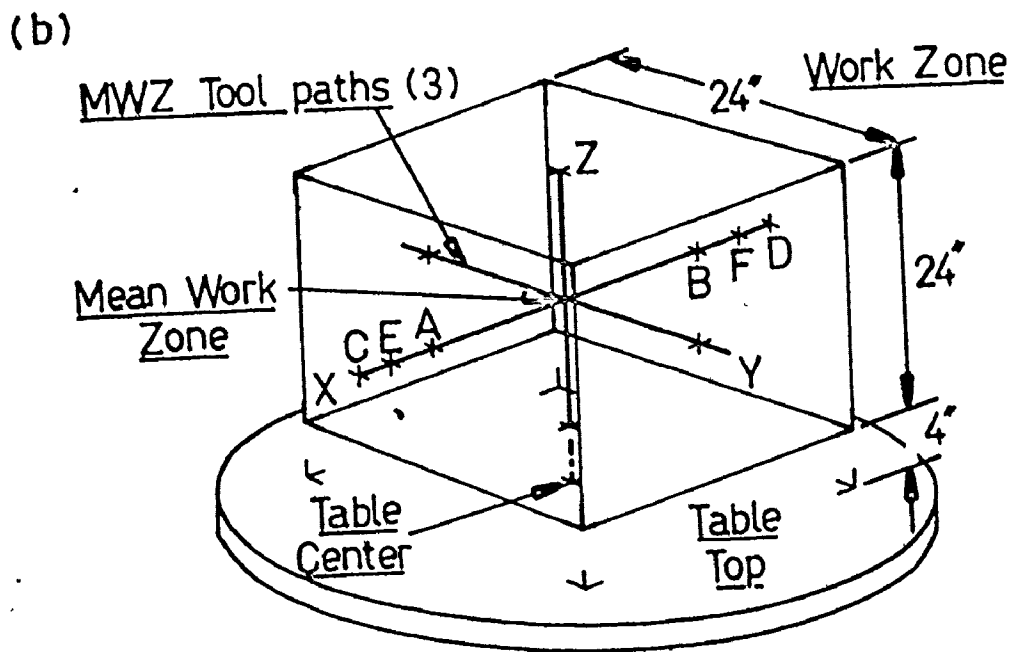 (b)
MWZ Tool paths (3)
24"
Work Zone
Z
24"
B F D
Mean Work
Zone
C E A
X
Y
4"
Table
Center
Table
Top